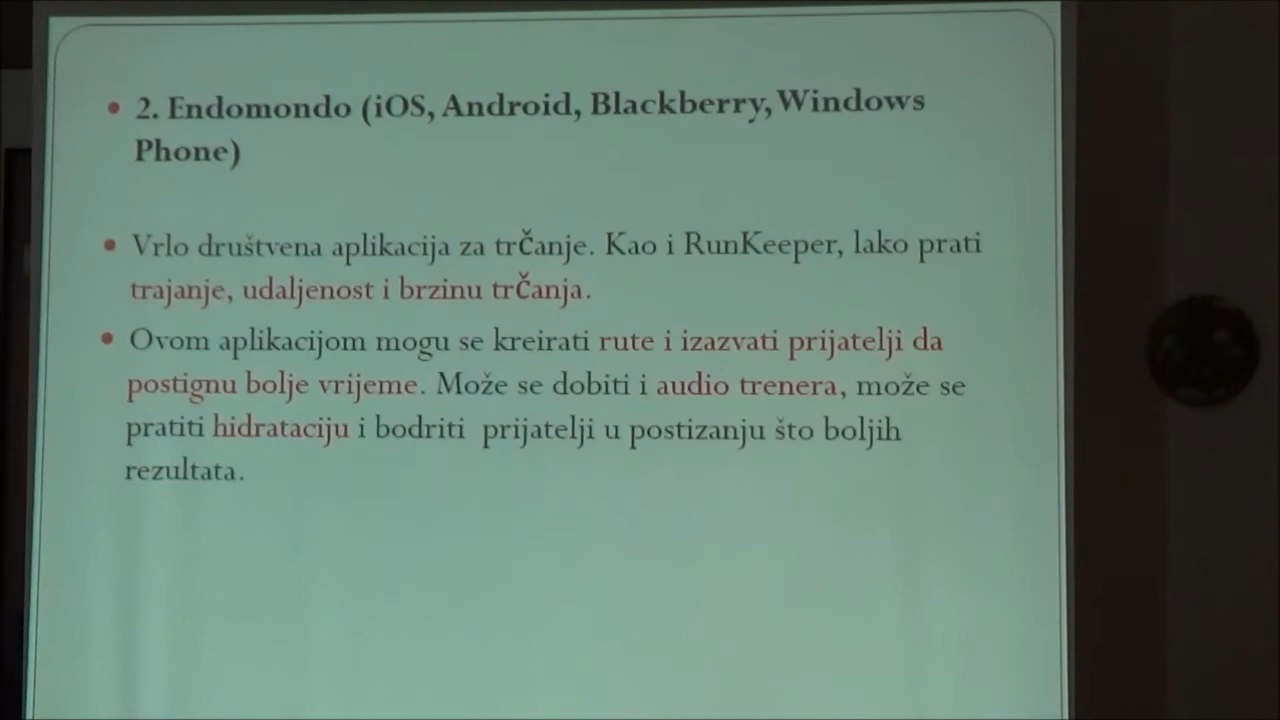 • 2. Endomondo (iOS, Android, Blackberry, Windows
Phone)
• Vrlo društvena aplikacija za trČanje. Kao i RunKeeper, lako prati
trajanje, udaljenost i brzinu trČanja.
• Ovom aplikacijom mogu se kreirati rute i izazvati prijatelji da
postignu bolje vrijeme. Može se dobiti i audio trenera, može se
pratiti hidrataciju i bodriti prijatelji u postizanju što boljih
rezultata.